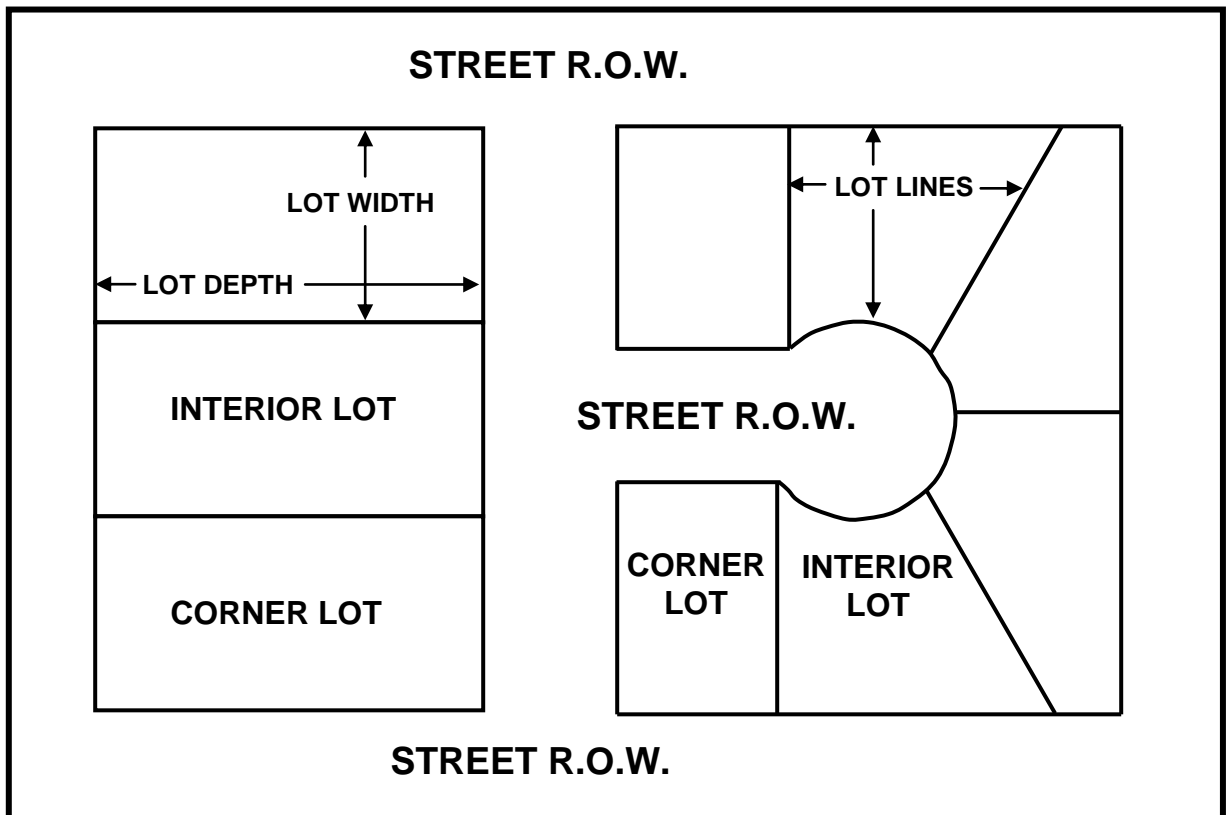 STREET R.O.W.
LOT WIDTH
LOT DEPTH
INTERIOR LOT
CORNER LOT
LOT LINES
STREET R.O.W.
CORNER
LOT
INTERIOR
LOT
STREET R.O.W.